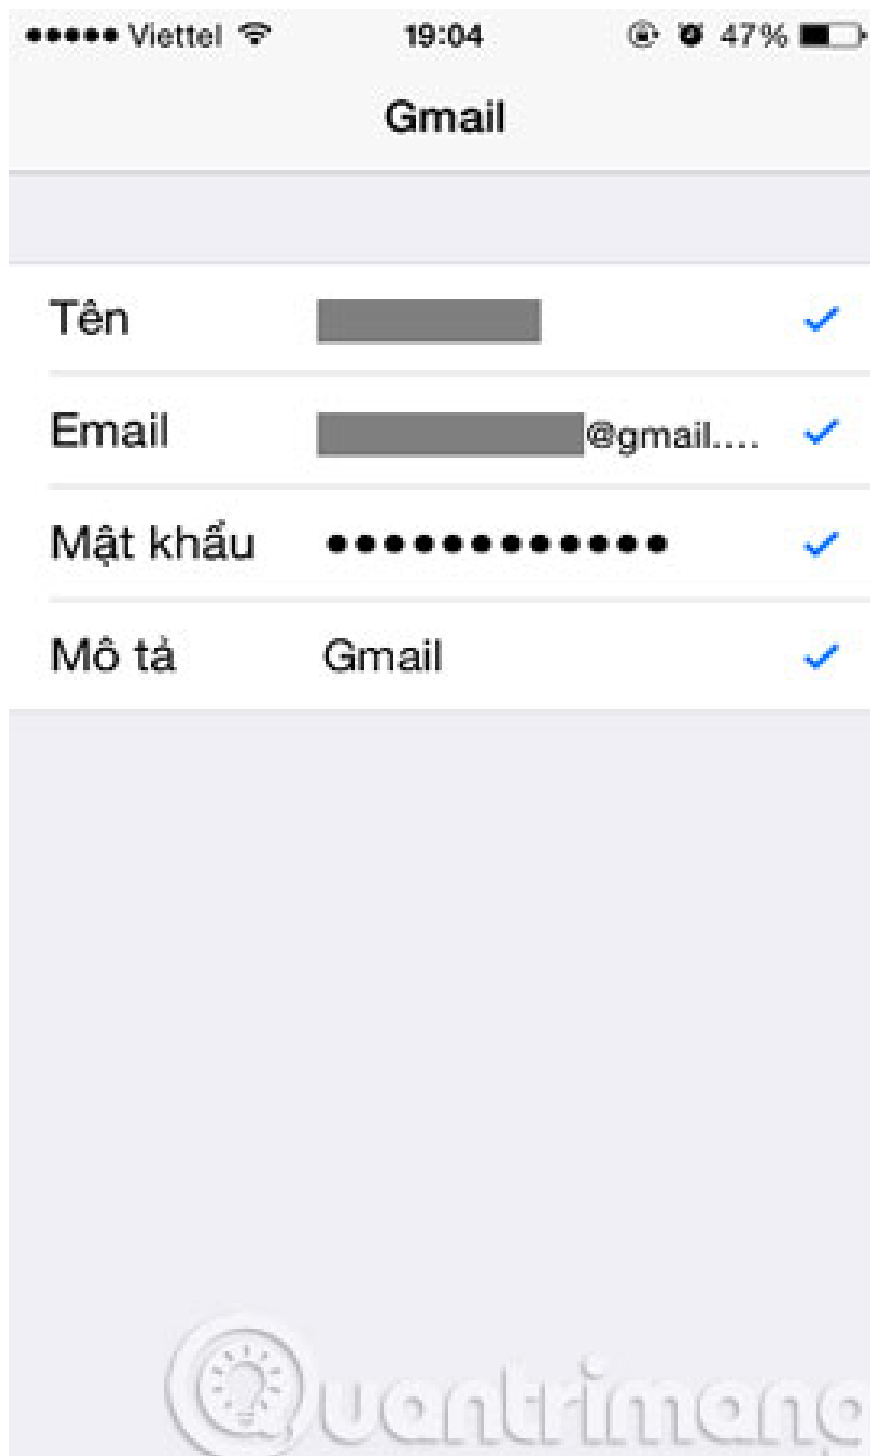 ●●●●● Viettel 19:04 47%
Gmail
Tên
Email @gmail....
Mật khẩu ●●●●●●●●●●●●
Mô tả Gmail
Quantrimang